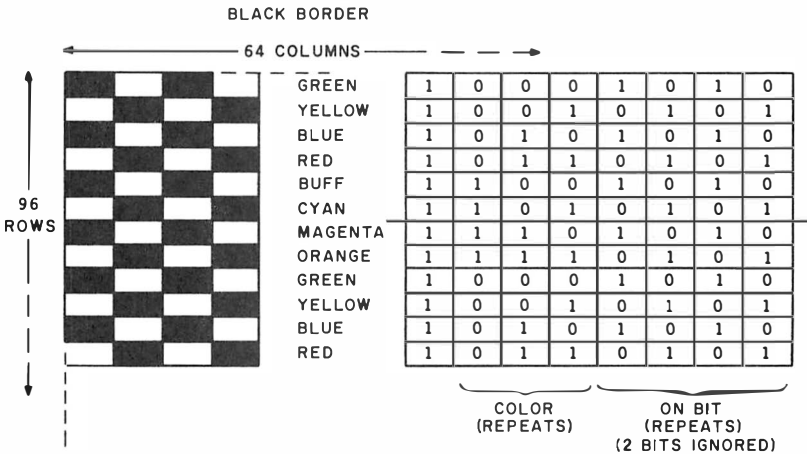 BLACK BORDER
64 COLUMNS
96
ROWS
GREEN 1 0 0 0 1 0 1 0
YELLOW 1 0 0 1 0 1 0 1
BLUE 1 0 1 0 1 0 1 0
RED 1 0 1 1 0 1 0 1
BUFF 1 1 0 0 1 0 1 0
CYAN 1 1 0 1 0 1 0 1
MAGENTA 1 1 1 0 1 0 1 0
ORANGE 1 1 1 1 0 1 0 1
GREEN 1 0 0 0 1 0 1 0
YELLOW 1 0 0 1 0 1 0 1
BLUE 1 0 1 0 1 0 1 0
RED 1 0 1 1 0 1 0 1
COLOR
(REPEATS)
ON BIT
(REPEATS)
(2 BITS IGNORED)